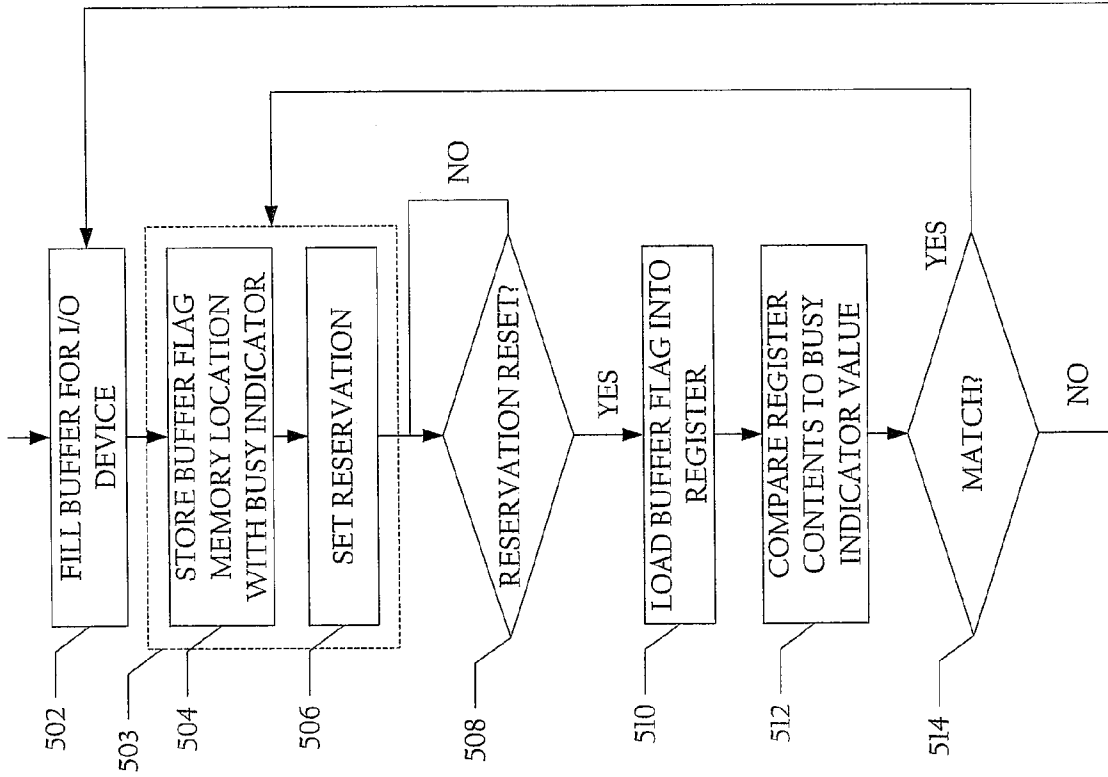 502
FILL BUFFER FOR I/O
DEVICE
503
504
STORE BUFFER FLAG
MEMORY LOCATION
WITH BUSY INDICATOR
506
SET RESERVATION
NO
508
RESERVATION RESET?
YES
510
LOAD BUFFER FLAG INTO
REGISTER
512
COMPARE REGISTER
CONTENTS TO BUSY
INDICATOR VALUE
514
MATCH?
YES
NO